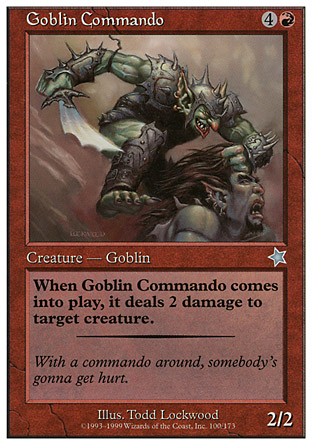 Goblin Commando 4
Creature — Goblin
When Goblin Commando comes
into play, it deals 2 damage to
target creature.
With a commando around, somebody's
gonna get hurt.
2/2
Illus. Todd Lockwood
©1993-1999 Wizards of the Coast, Inc. 100/173